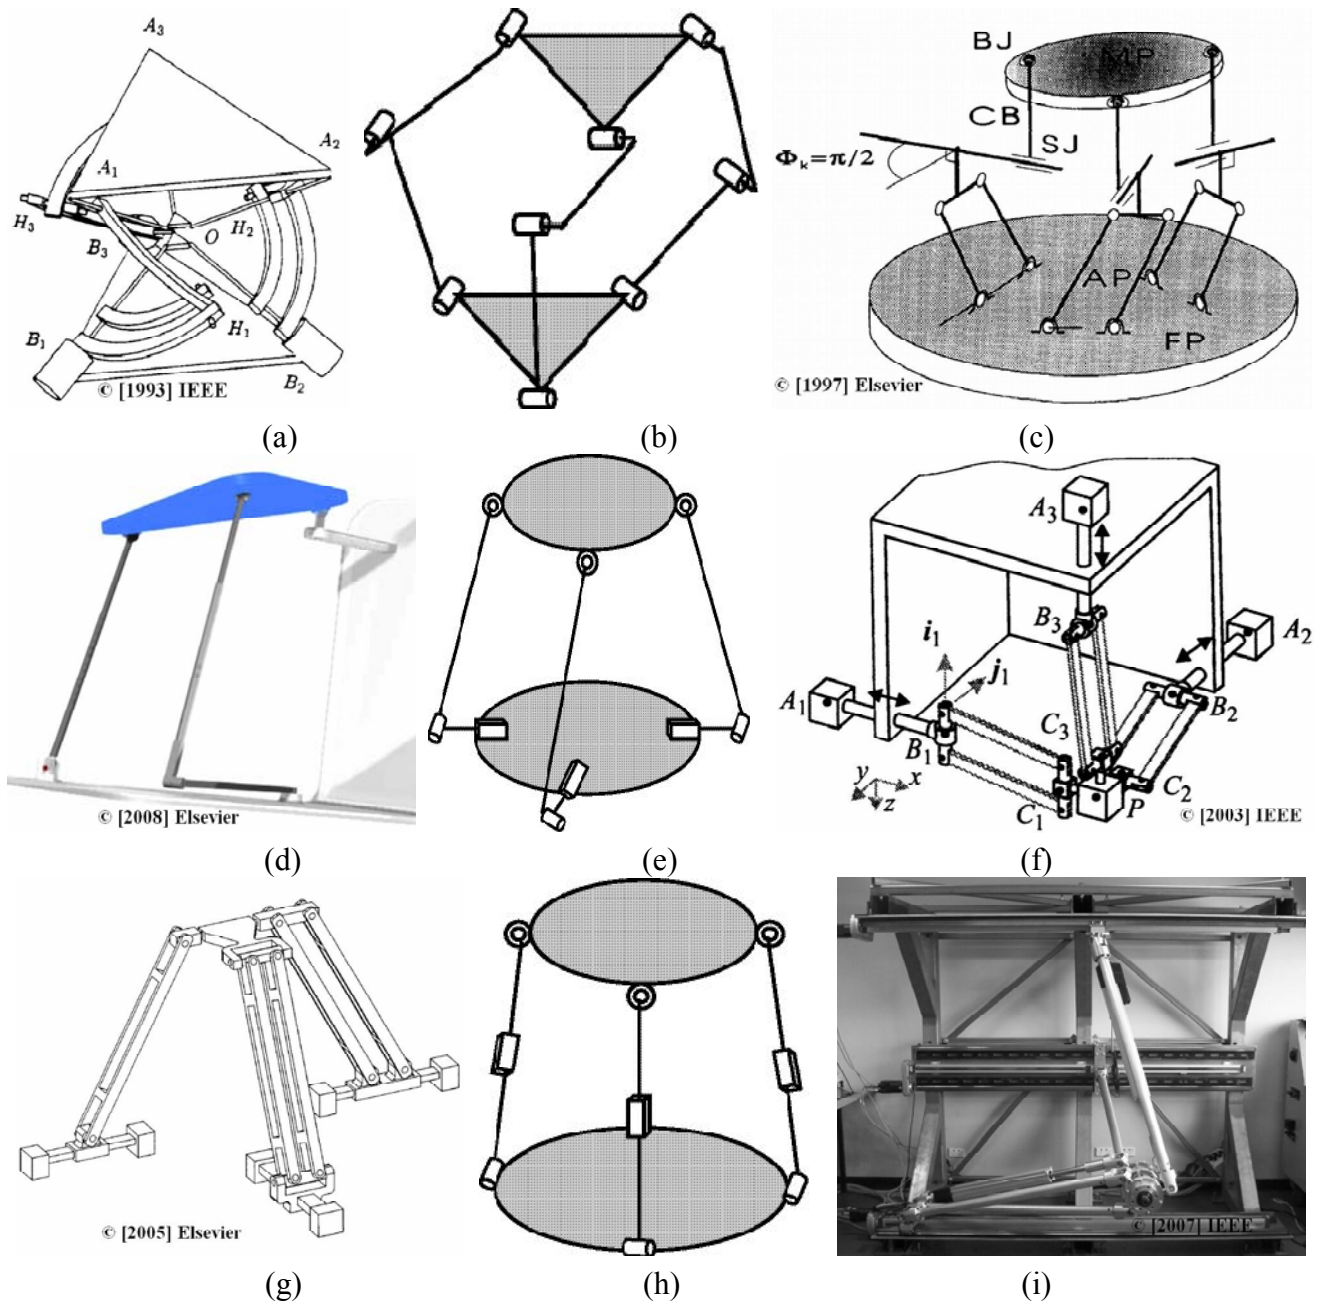 A3
A2
A1
H3
B3
O
H2
B1
H1
B2
© [1993] IEEE
(a)
(b)
BJ
MP
CB
SJ
Φk=π/2
AP
FP
© [1997] Elsevier
(c)
© [2008] Elsevier
(d)
(e)
A3
B3
A2
i1
j1
A1
B2
C3
B1
C2
y
x
z
C1
P
© [2003] IEEE
(f)
© [2005] Elsevier
(g)
(h)
© [2007] IEEE
(i)